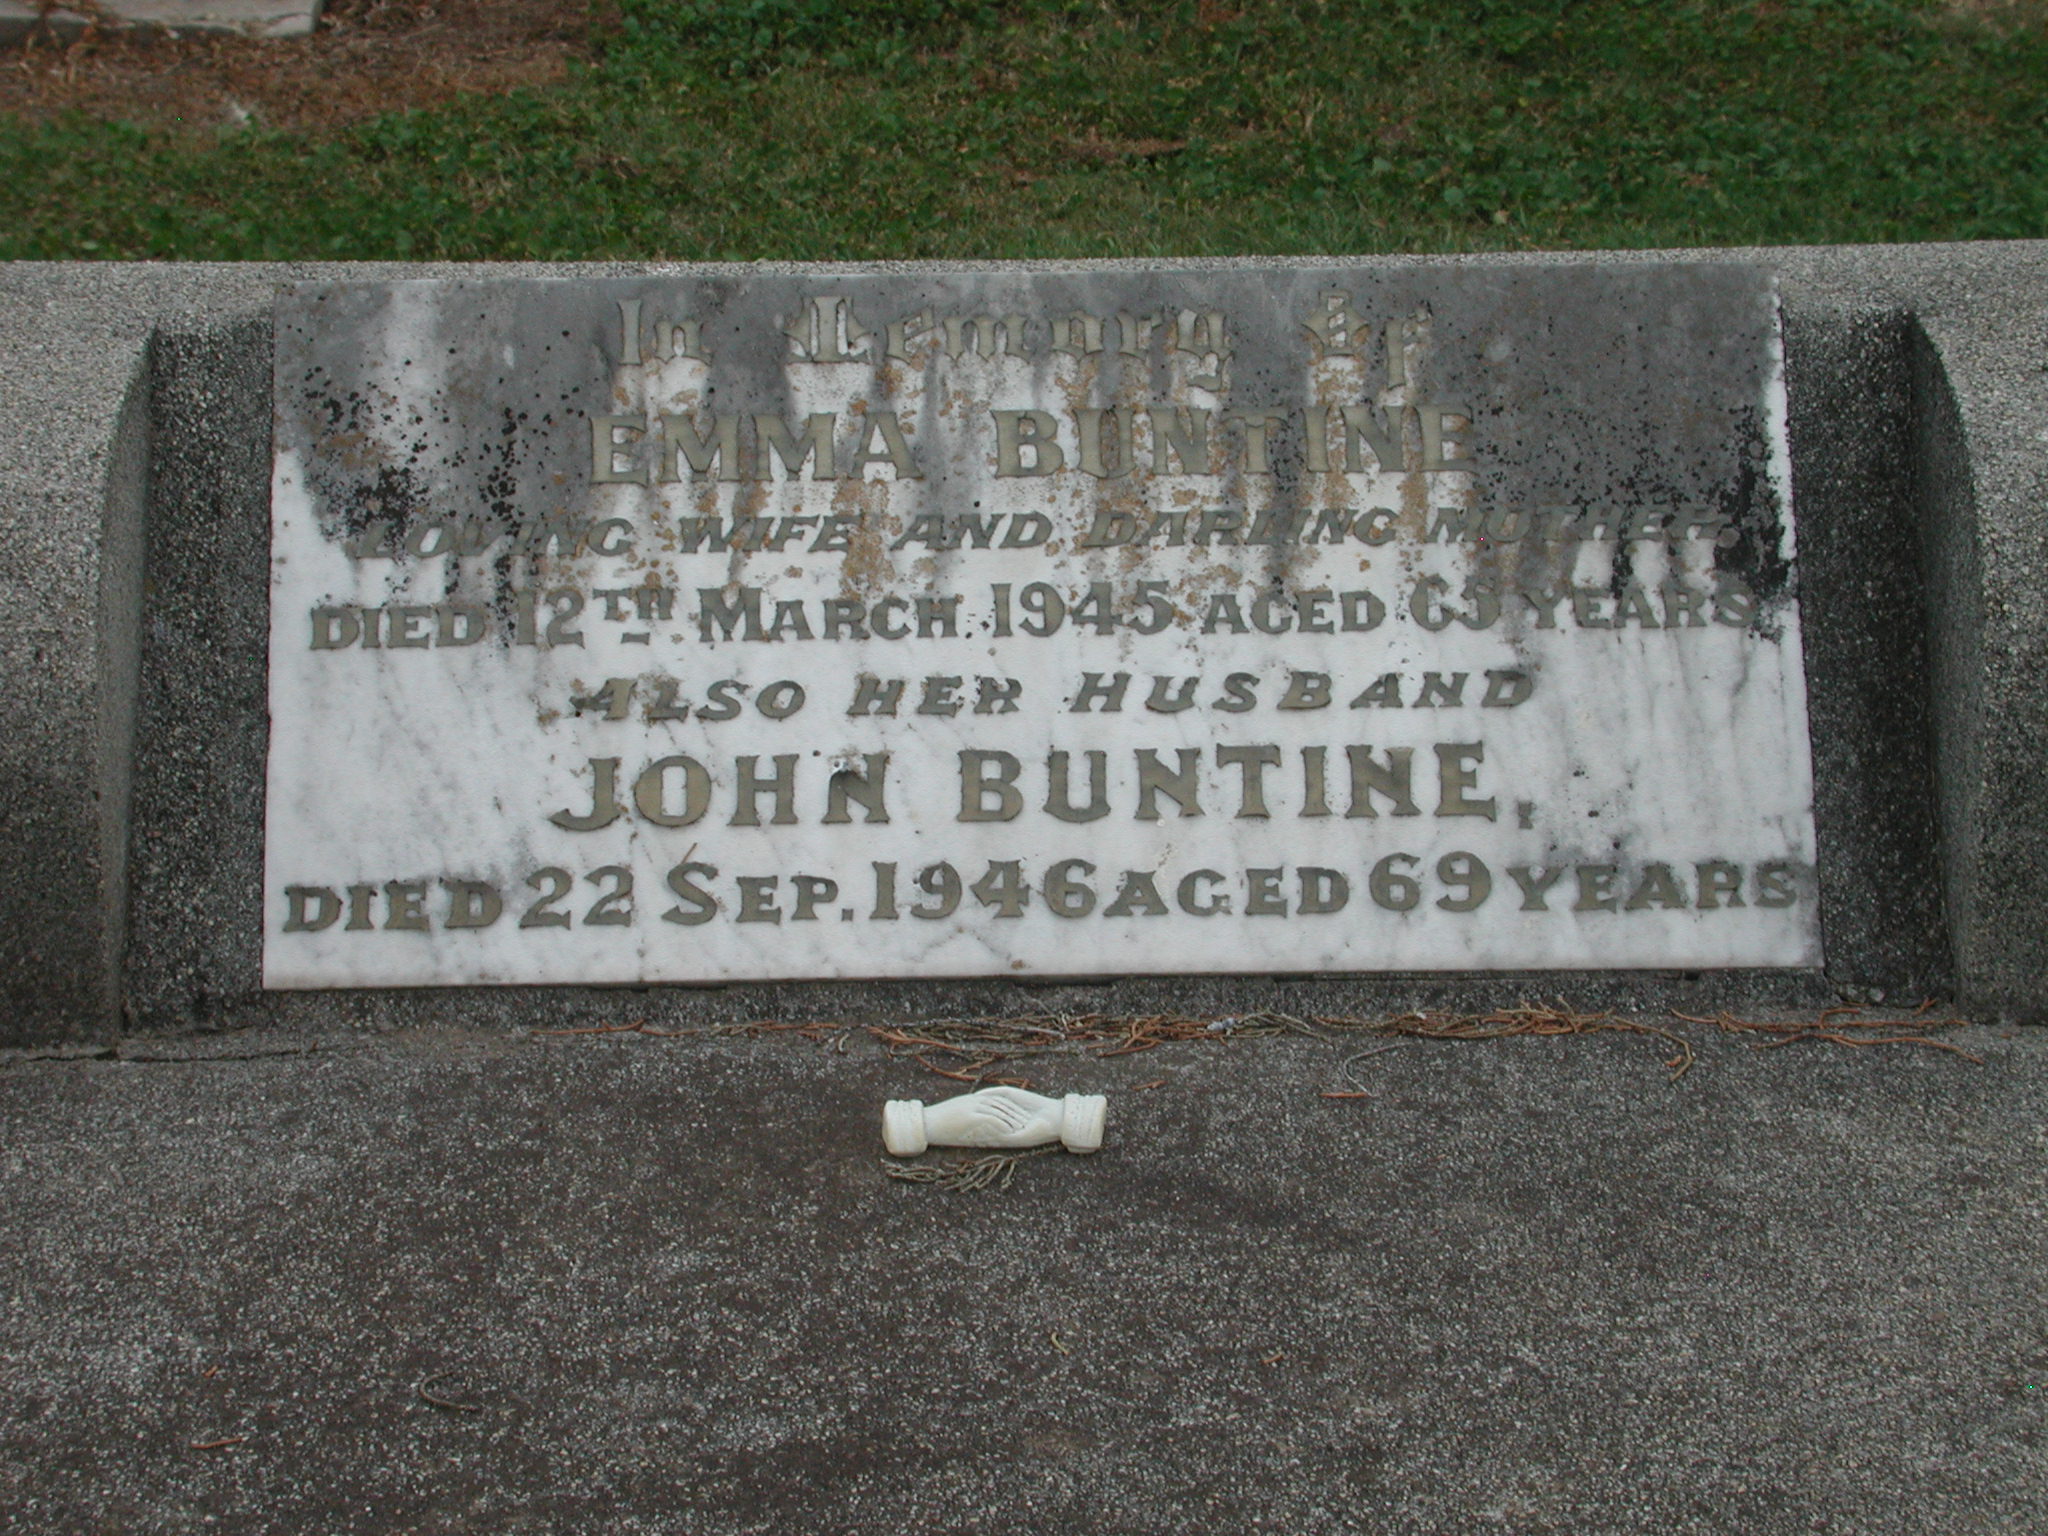 In Memory Of
EMMA BUNTINE
LOVING WIFE AND DARLING MOTHER
DIED 12TH MARCH 1945 AGED 65 YEARS
ALSO HER HUSBAND
JOHN BUNTINE,
DIED 22 SEP. 1946 AGED 69 YEARS